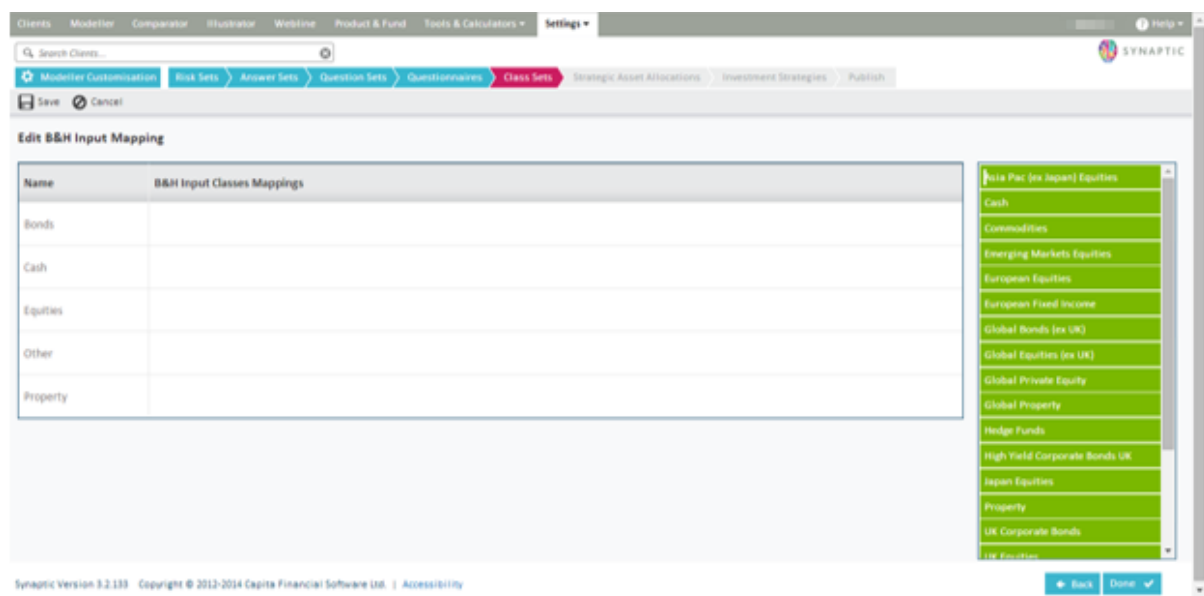 Clients Modeller Comparator Illustrator Webline Product & Fund Tools & Calculators Settings Help
Search Clients...
SYNAPTIC
Modeller Customisation Risk Sets Answer Sets Question Sets Questionnaires Class Sets Strategic Asset Allocations Investment Strategies Publish
Save Cancel
Edit B&H Input Mapping
Name B&H Input Classes Mappings
Bonds
Cash
Equities
Other
Property
Asia Pac (ex Japan) Equities
Cash
Commodities
Emerging Markets Equities
European Equities
European Fixed Income
Global Bonds (ex UK)
Global Equities (ex UK)
Global Private Equity
Global Property
Hedge Funds
High Yield Corporate Bonds UK
Japan Equities
Property
UK Corporate Bonds
UK Equities
Synaptic Version 3.2.133 Copyright © 2012-2014 Capita Financial Software Ltd. | Accessibility
Back Done